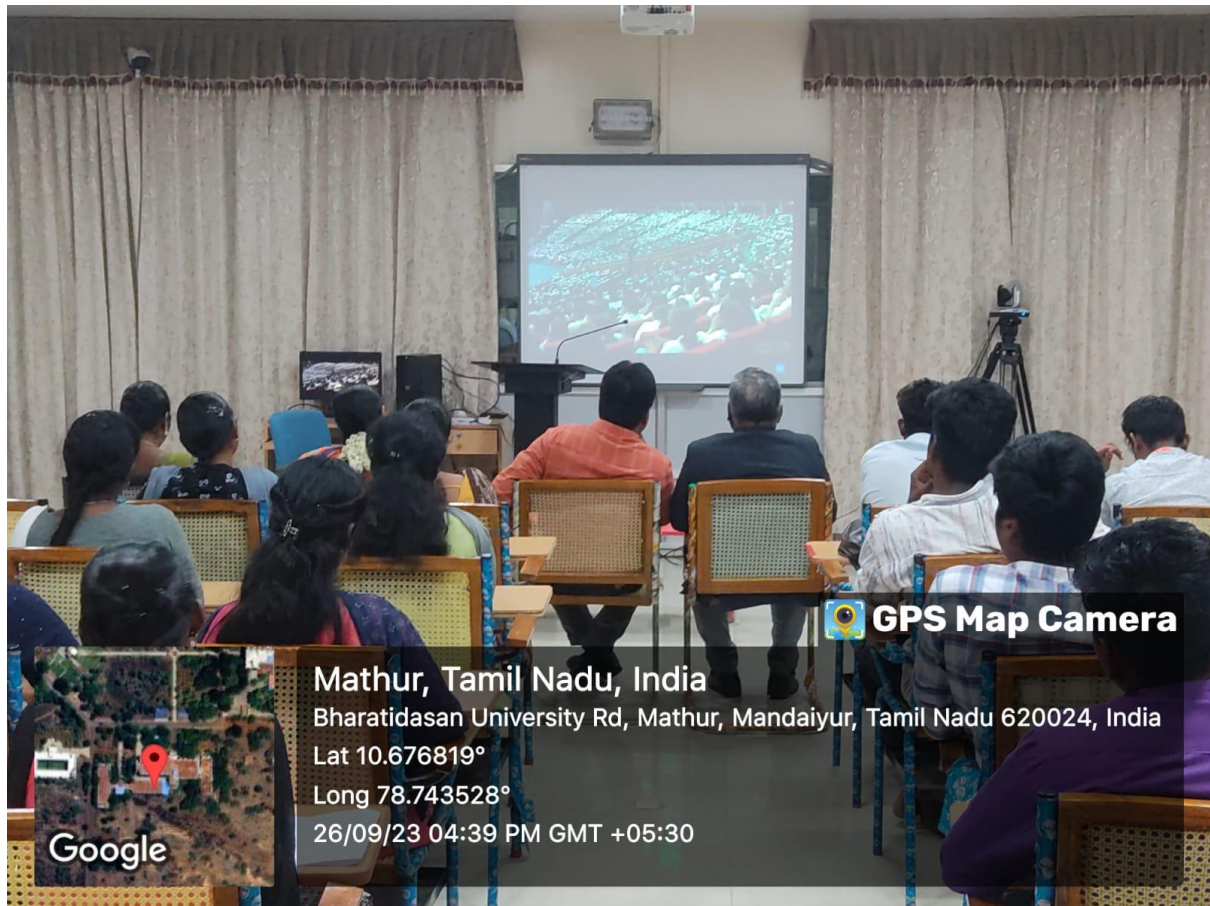 GPS Map Camera
Mathur, Tamil Nadu, India
Bharatidasan University Rd, Mathur, Mandaiyur, Tamil Nadu 620024, India
Lat 10.676819°
Long 78.743528°
26/09/23 04:39 PM GMT +05:30
Google